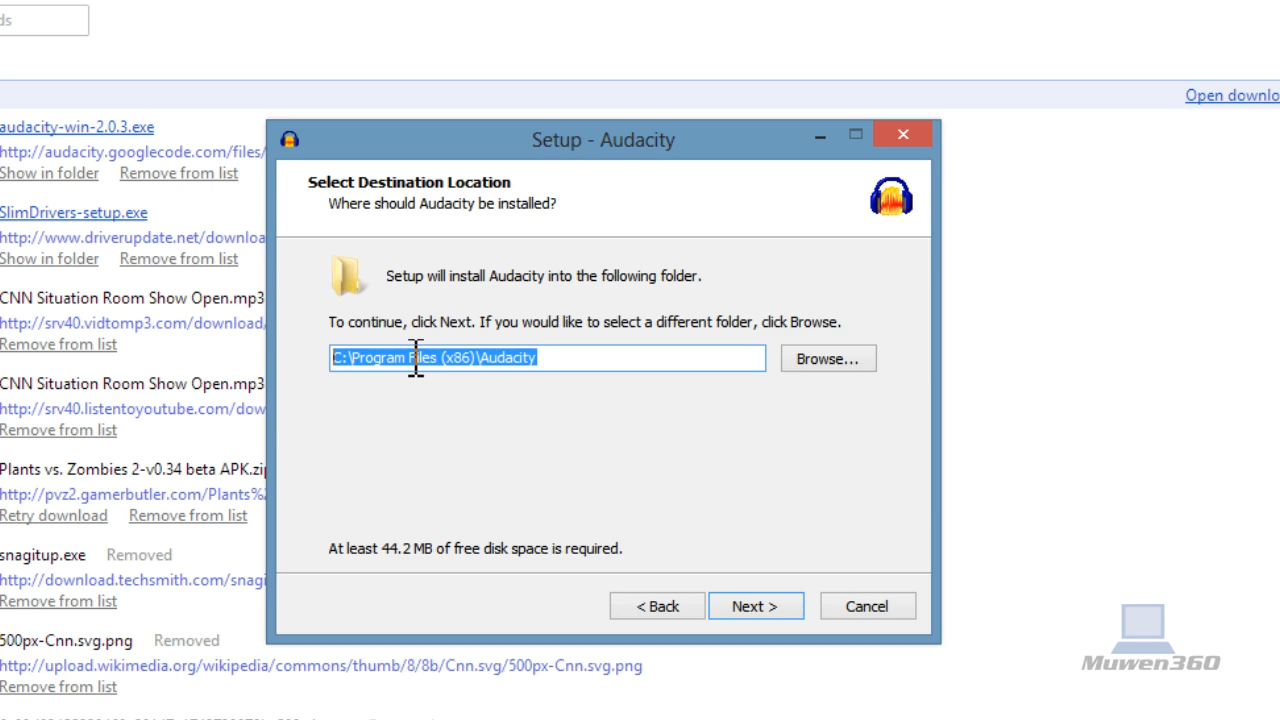 ds
Open downlo
audacity-win-2.0.3.exe
http://audacity.googlecode.com/files/
Show in folder Remove from list
SlimDrivers-setup.exe
http://www.driverupdate.net/downloa
Show in folder Remove from list
CNN Situation Room Show Open.mp3
http://srv40.vidtomp3.com/download/
Remove from list
CNN Situation Room Show Open.mp3
http://srv40.listentoyoutube.com/dow
Remove from list
Plants vs. Zombies 2-v0.34 beta APK.zip
http://pvz2.gamerbutler.com/Plants%2
Retry download Remove from list
snagitup.exe Removed
http://download.techsmith.com/snagi
Remove from list
500px-Cnn.svg.png Removed
http://upload.wikimedia.org/wikipedia/commons/thumb/8/8b/Cnn.svg/500px-Cnn.svg.png
Remove from list
Setup - Audacity
Select Destination Location
Where should Audacity be installed?
Setup will install Audacity into the following folder.
To continue, click Next. If you would like to select a different folder, click Browse.
C:\Program Files (x86)\Audacity
Browse...
At least 44.2 MB of free disk space is required.
< Back Next > Cancel
Muwen360